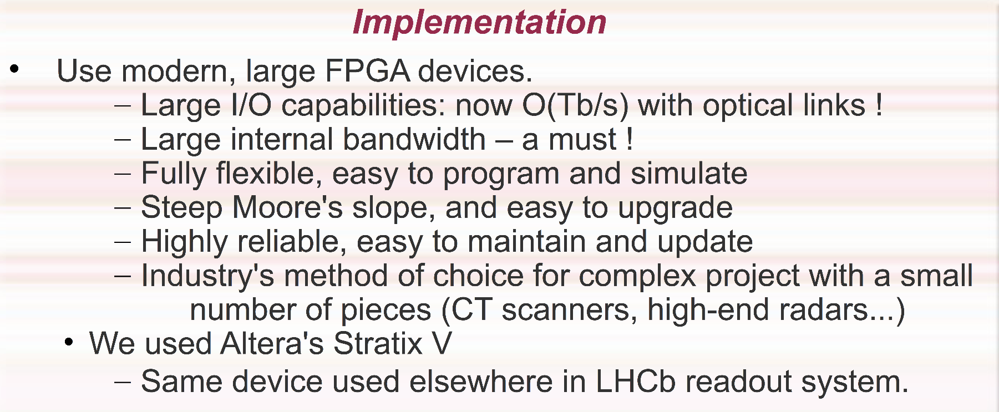 Implementation
• Use modern, large FPGA devices.
– Large I/O capabilities: now O(Tb/s) with optical links !
– Large internal bandwidth – a must !
– Fully flexible, easy to program and simulate
– Steep Moore's slope, and easy to upgrade
– Highly reliable, easy to maintain and update
– Industry's method of choice for complex project with a small
number of pieces (CT scanners, high-end radars...)
• We used Altera's Stratix V
– Same device used elsewhere in LHCb readout system.